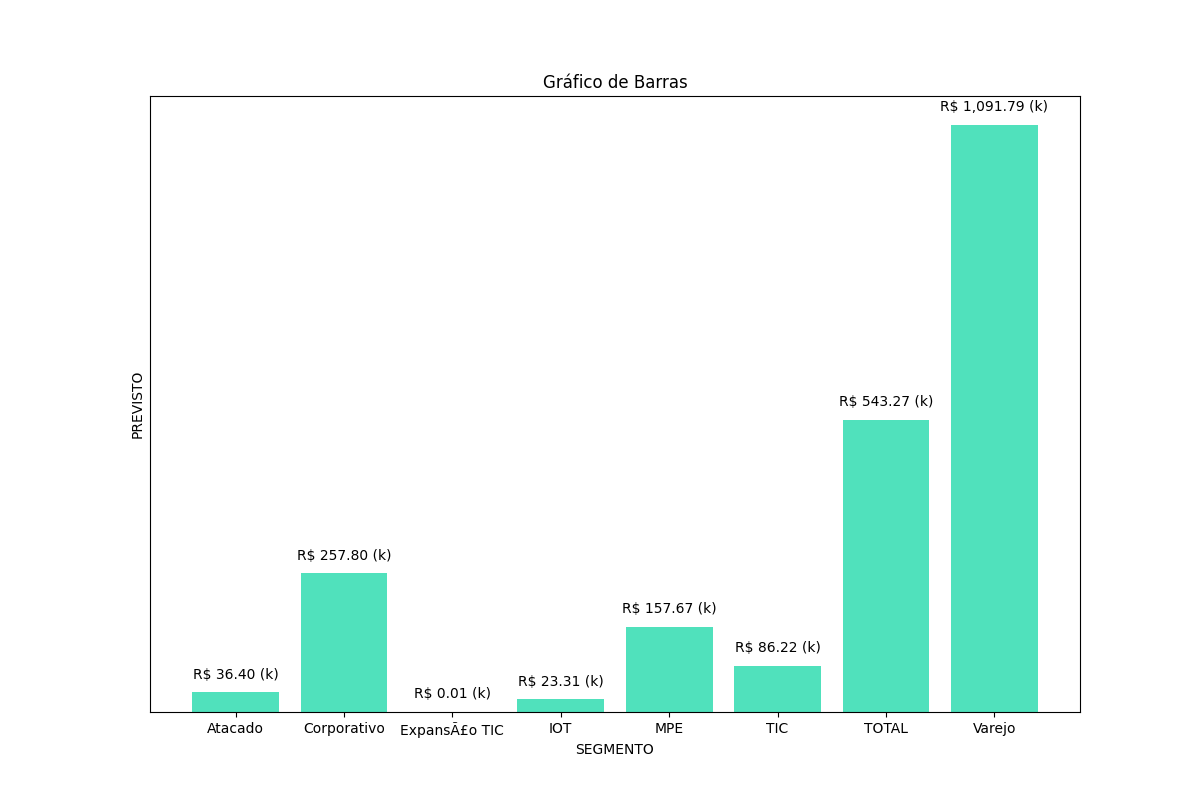 Gráfico de Barras
R$ 1,091.79 (k)
R$ 543.27 (k)
R$ 257.80 (k)
R$ 157.67 (k)
R$ 86.22 (k)
R$ 36.40 (k)
R$ 23.31 (k)
R$ 0.01 (k)
PREVISTO
Atacado Corporativo ExpansÃ£o TIC IOT MPE TIC TOTAL Varejo
SEGMENTO